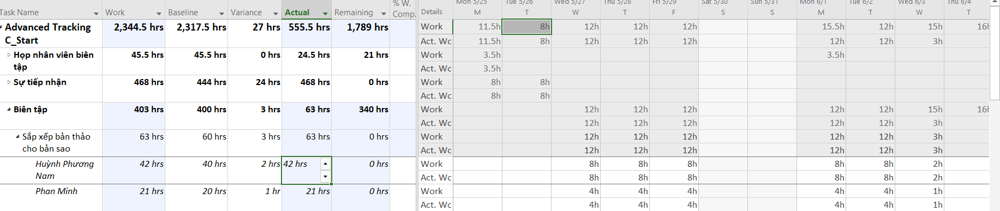 Mon 5/25 Tue 5/26 Wed 5/27 Thu 5/28 Fri 5/29 Sat 5/30 Sun 5/31 Mon 6/1 Tue 6/2 Wed 6/3 Thu 6/4
Task Name Work Baseline Variance Actual Remaining % W. Comp. Details M T W T F S S M T W T
Advanced Tracking C_Start 2,344.5 hrs 2,317.5 hrs 27 hrs 555.5 hrs 1,789 hrs Work 11.5h 8h 12h 12h 12h 15.5h 12h 15h 16h
Act. Wo 11.5h 8h 12h 12h 12h 12h 12h 3h
Họp nhân viên biên tập 45.5 hrs 45.5 hrs 0 hrs 24.5 hrs 21 hrs Work 3.5h 3.5h
Act. Wo 3.5h
Sự tiếp nhận 468 hrs 444 hrs 24 hrs 468 hrs 0 hrs Work 8h 8h
Act. Wo 8h 8h
Biên tập 403 hrs 400 hrs 3 hrs 63 hrs 340 hrs Work 12h 12h 12h 12h 12h 15h 16h
Act. Wo 12h 12h 12h 12h 12h 3h
Sắp xếp bản thảo cho bản sao 63 hrs 60 hrs 3 hrs 63 hrs 0 hrs Work 12h 12h 12h 12h 12h 3h
Act. Wo 12h 12h 12h 12h 12h 3h
Huỳnh Phương Nam 42 hrs 40 hrs 2 hrs 42 hrs 0 hrs Work 8h 8h 8h 8h 8h 2h
Act. Wo 8h 8h 8h 8h 8h 2h
Phan Minh 21 hrs 20 hrs 1 hr 21 hrs 0 hrs Work 4h 4h 4h 4h 4h 1h
Act. Wo 4h 4h 4h 4h 4h 1h